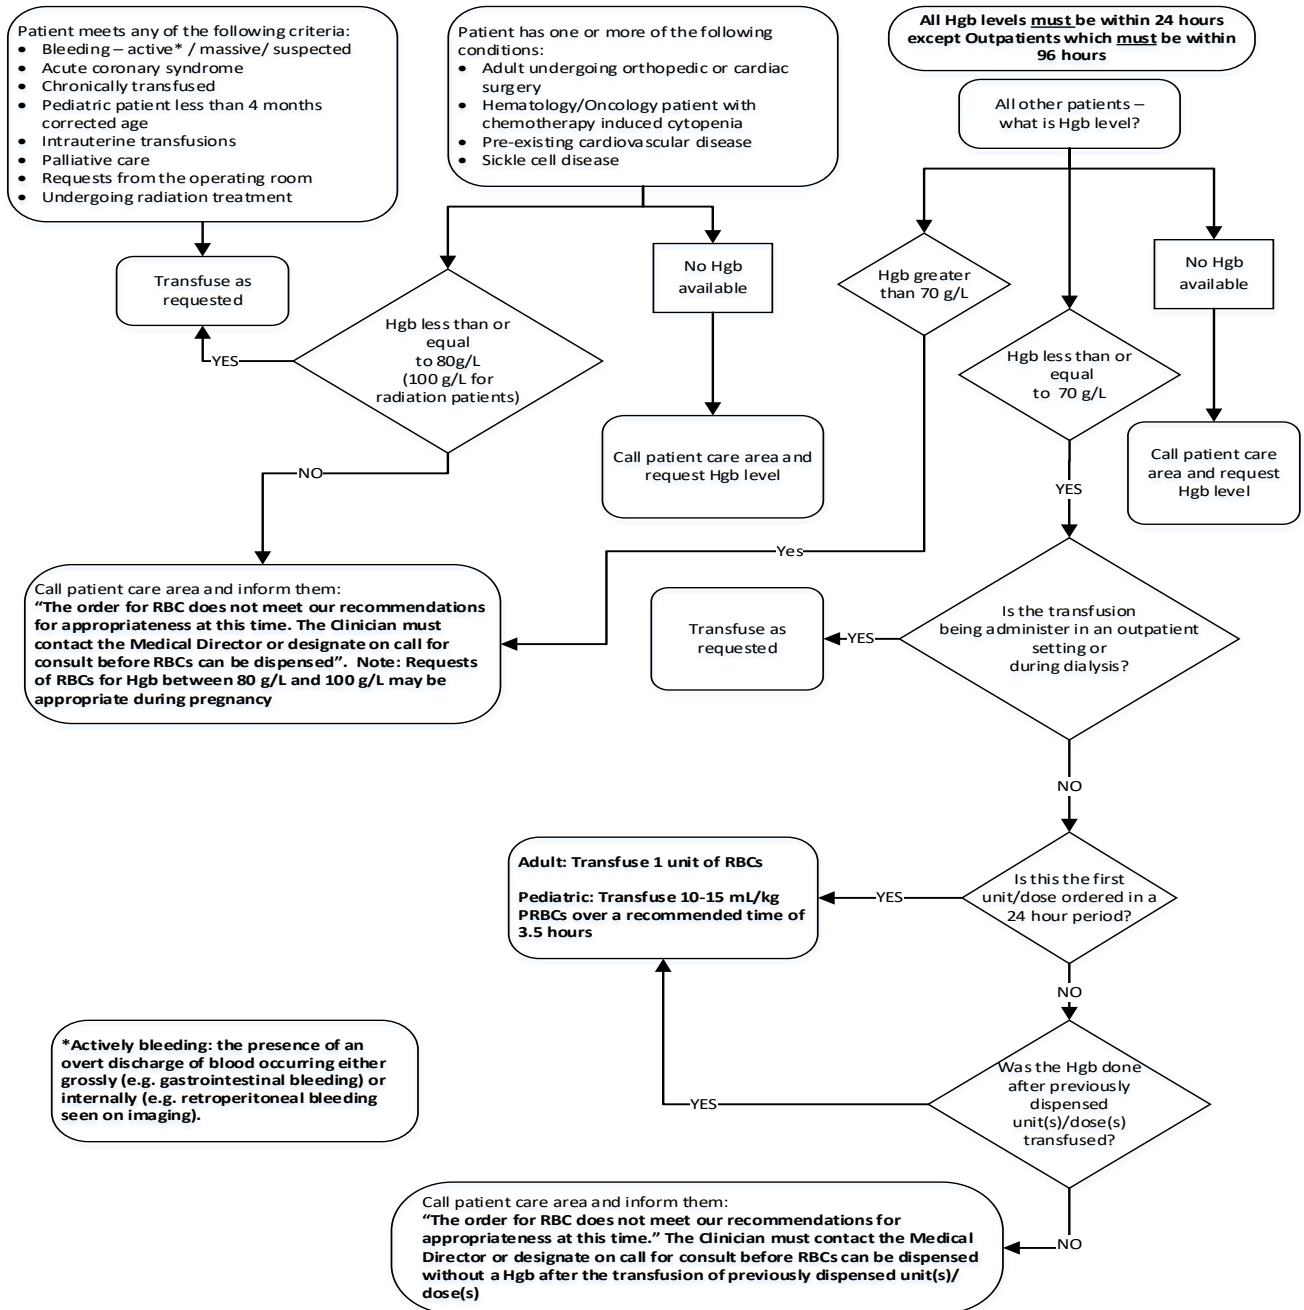 Patient meets any of the following criteria:
• Bleeding – active* / massive/ suspected
• Acute coronary syndrome
• Chronically transfused
• Pediatric patient less than 4 months
corrected age
• Intrauterine transfusions
• Palliative care
• Requests from the operating room
• Undergoing radiation treatment
Patient has one or more of the following
conditions:
• Adult undergoing orthopedic or cardiac
surgery
• Hematology/Oncology patient with
chemotherapy induced cytopenia
• Pre-existing cardiovascular disease
• Sickle cell disease
All Hgb levels must be within 24 hours
except Outpatients which must be within
96 hours
All other patients –
what is Hgb level?
Transfuse as
requested
YES
Hgb less than or
equal
to 80g/L
(100 g/L for
radiation patients)
No Hgb
available
Hgb greater
than 70 g/L
Hgb less than or
equal
to 70 g/L
No Hgb
available
Call patient care area and
request Hgb level
Call patient care
area and request
Hgb level
NO
YES
Yes
Call patient care area and inform them:
“The order for RBC does not meet our recommendations
for appropriateness at this time. The Clinician must
contact the Medical Director or designate on call for
consult before RBCs can be dispensed”. Note: Requests
of RBCs for Hgb between 80 g/L and 100 g/L may be
appropriate during pregnancy
Transfuse as
requested
YES
Is the transfusion
being administer in an outpatient
setting or
during dialysis?
NO
Adult: Transfuse 1 unit of RBCs
Pediatric: Transfuse 10-15 mL/kg
PRBCs over a recommended time of
3.5 hours
YES
Is this the first
unit/dose ordered in a
24 hour period?
NO
*Actively bleeding: the presence of an
overt discharge of blood occurring either
grossly (e.g. gastrointestinal bleeding) or
internally (e.g. retroperitoneal bleeding
seen on imaging).
YES
Was the Hgb done
after previously
dispensed
unit(s)/dose(s)
transfused?
NO
Call patient care area and inform them:
“The order for RBC does not meet our recommendations for
appropriateness at this time.” The Clinician must contact the Medical
Director or designate on call for consult before RBCs can be dispensed
without a Hgb after the transfusion of previously dispensed unit(s)/
dose(s)